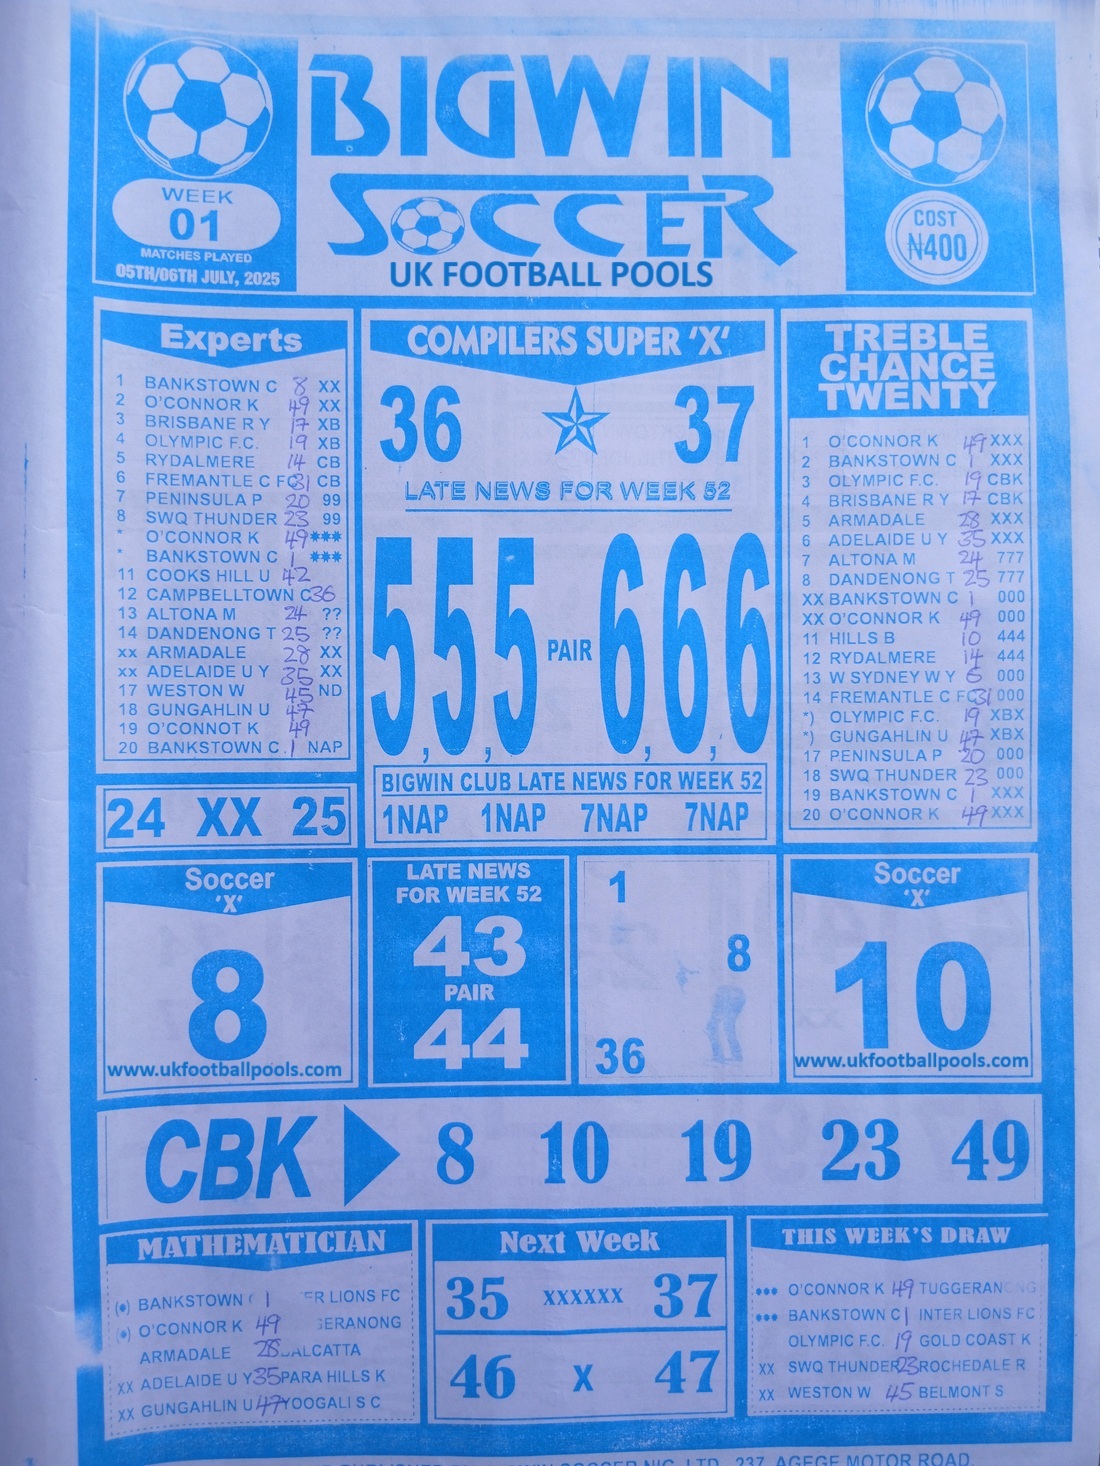 BIGWIN
SOCCER
UK FOOTBALL POOLS
WEEK
01
MATCHES PLAYED
05TH/06TH JULY, 2025
COST
₦400
Experts
1 BANKSTOWN C 8 XX
2 O'CONNOR K 49 XX
3 BRISBANE R Y 17 XB
4 OLYMPIC F.C. 19 XB
5 RYDALMERE 14 CB
6 FREMANTLE C FC 31 CB
7 PENINSULA P 20 99
8 SWQ THUNDER 23 99
* O'CONNOR K 49 ***
* BANKSTOWN C 1 ***
11 COOKS HILL U 42
12 CAMPBELLTOWN C 36
13 ALTONA M 24 ??
14 DANDENONG T 25 ??
xx ARMADALE 28 XX
xx ADELAIDE U Y 35 XX
17 WESTON W 45 ND
18 GUNGAHLIN U 47
19 O'CONNOT K 49
20 BANKSTOWN C. 1 NAP
24 XX 25
COMPILERS SUPER 'X'
36 37
LATE NEWS FOR WEEK 52
5,5,5 PAIR 6,6,6
BIGWIN CLUB LATE NEWS FOR WEEK 52
1NAP 1NAP 7NAP 7NAP
TREBLE
CHANCE
TWENTY
1 O'CONNOR K 49 XXX
2 BANKSTOWN C 1 XXX
3 OLYMPIC F.C. 19 CBK
4 BRISBANE R Y 17 CBK
5 ARMADALE 28 XXX
6 ADELAIDE U Y 35 XXX
7 ALTONA M 24 777
8 DANDENONG T 25 777
XX BANKSTOWN C 1 000
XX O'CONNOR K 49 000
11 HILLS B 10 444
12 RYDALMERE 14 444
13 W SYDNEY W Y 6 000
14 FREMANTLE C FC 31 000
*) OLYMPIC F.C. 19 XBX
*) GUNGAHLIN U 47 XBX
17 PENINSULA P 20 000
18 SWQ THUNDER 23 000
19 BANKSTOWN C 1 XXX
20 O'CONNOR K 49 XXX
Soccer
'X'
8
www.ukfootballpools.com
LATE NEWS
FOR WEEK 52
43
PAIR
44
1
8
36
Soccer
'X'
10
www.ukfootballpools.com
CBK 8 10 19 23 49
MATHEMATICIAN
(•) BANKSTOWN 1 ER LIONS FC
(•) O'CONNOR K 49 GERANONG
ARMADALE 28 ALCATTA
XX ADELAIDE U Y 35 PARA HILLS K
XX GUNGAHLIN U 47 YOOGALI S C
Next Week
35 XXXXXX 37
46 X 47
THIS WEEK'S DRAW
••• O'CONNOR K 49 TUGGERANONG
••• BANKSTOWN C 1 INTER LIONS FC
OLYMPIC F.C. 19 GOLD COAST K
XX SWQ THUNDER 23 ROCHEDALE R
XX WESTON W 45 BELMONT S
SOCCER NIG. LTD. 237, AGEGE MOTOR ROAD,